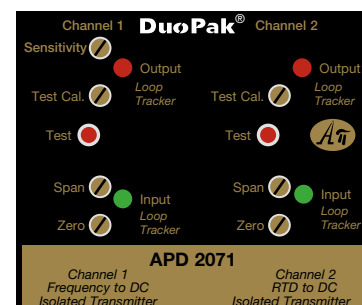 Channel 1 DuoPak® Channel 2
Sensitivity
Output Output
Test Cal. Loop Tracker Test Cal. Loop Tracker
Test Test Aπ
Span Span
Input Input
Loop Loop
Zero Tracker Zero Tracker
APD 2071
Channel 1 Channel 2
Frequency to DC RTD to DC
Isolated Transmitter Isolated Transmitter